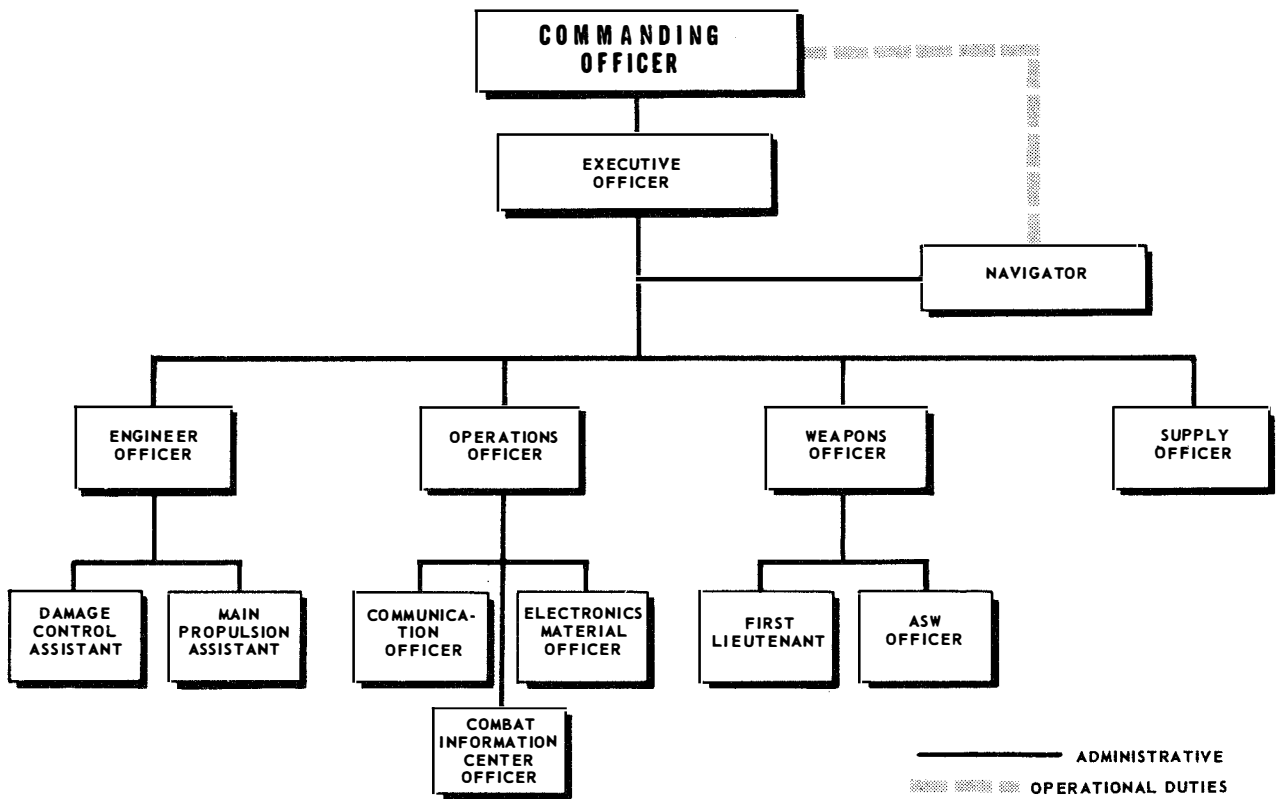 COMMANDING
OFFICER
EXECUTIVE
OFFICER
NAVIGATOR
ENGINEER
OFFICER
OPERATIONS
OFFICER
WEAPONS
OFFICER
SUPPLY
OFFICER
DAMAGE
CONTROL
ASSISTANT
MAIN
PROPULSION
ASSISTANT
COMMUNICA-
TION
OFFICER
ELECTRONICS
MATERIAL
OFFICER
FIRST
LIEUTENANT
ASW
OFFICER
COMBAT
INFORMATION
CENTER
OFFICER
ADMINISTRATIVE
OPERATIONAL DUTIES